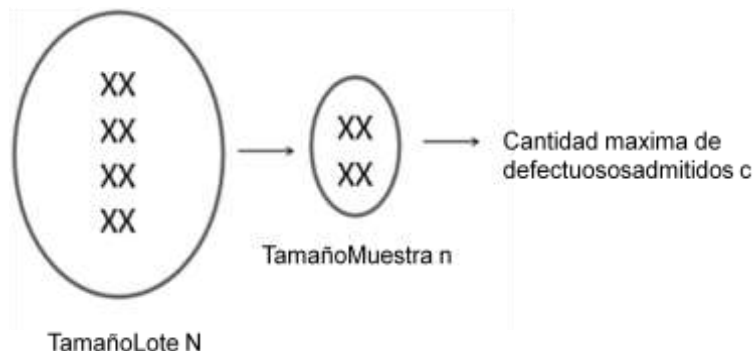 XX
XX
XX
XX
XX
XX
Cantidad maxima de
defectuososadmitidos c
TamañoMuestra n
TamañoLote N